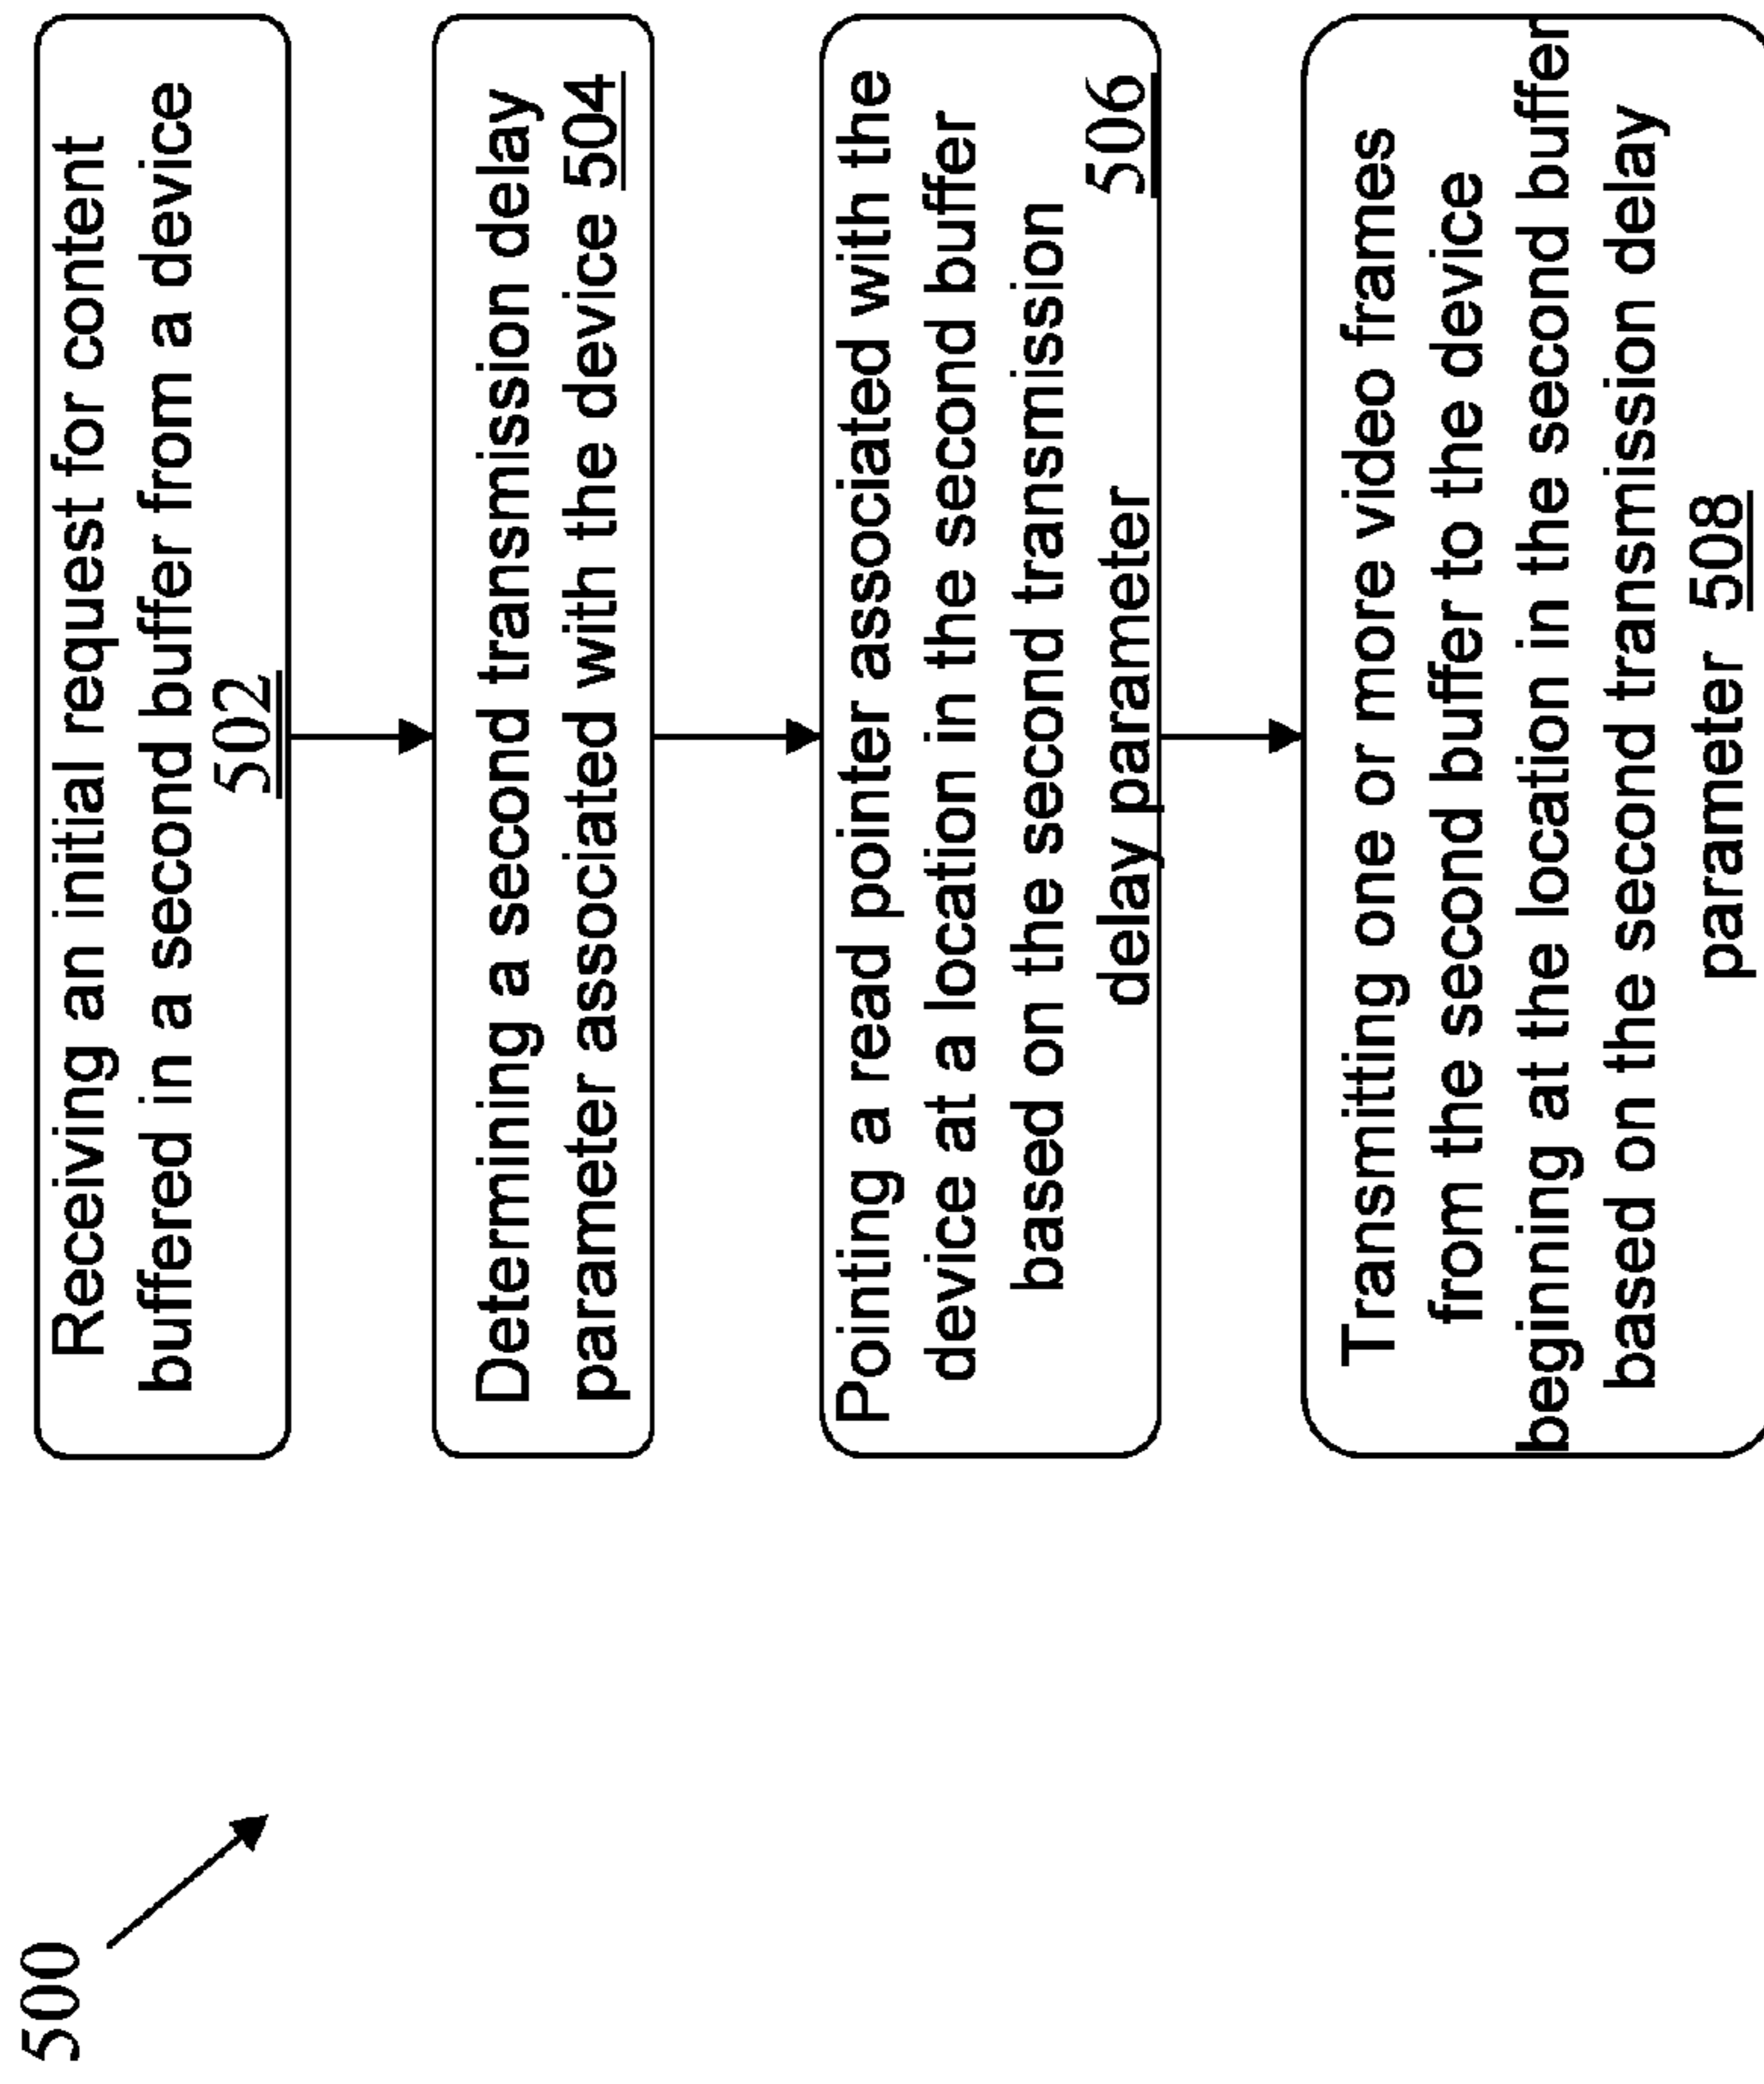 500
Receiving an initial request for content
buffered in a second buffer from a device
502
Determining a second transmission delay
parameter associated with the device 504
Pointing a read pointer associated with the
device at a location in the second buffer
based on the second transmission
delay parameter 506
Transmitting one or more video frames
from the second buffer to the device
beginning at the location in the second buffer
based on the second transmission delay
parameter 508